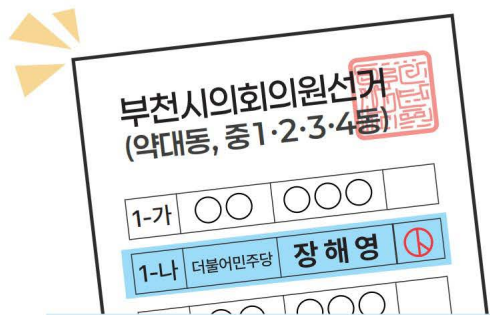 부천시의회의원선거
(약대동, 중1·2·3·4동)
1-가 ○○ ○○○
1-나 더불어민주당 장해영
○○ ○○○